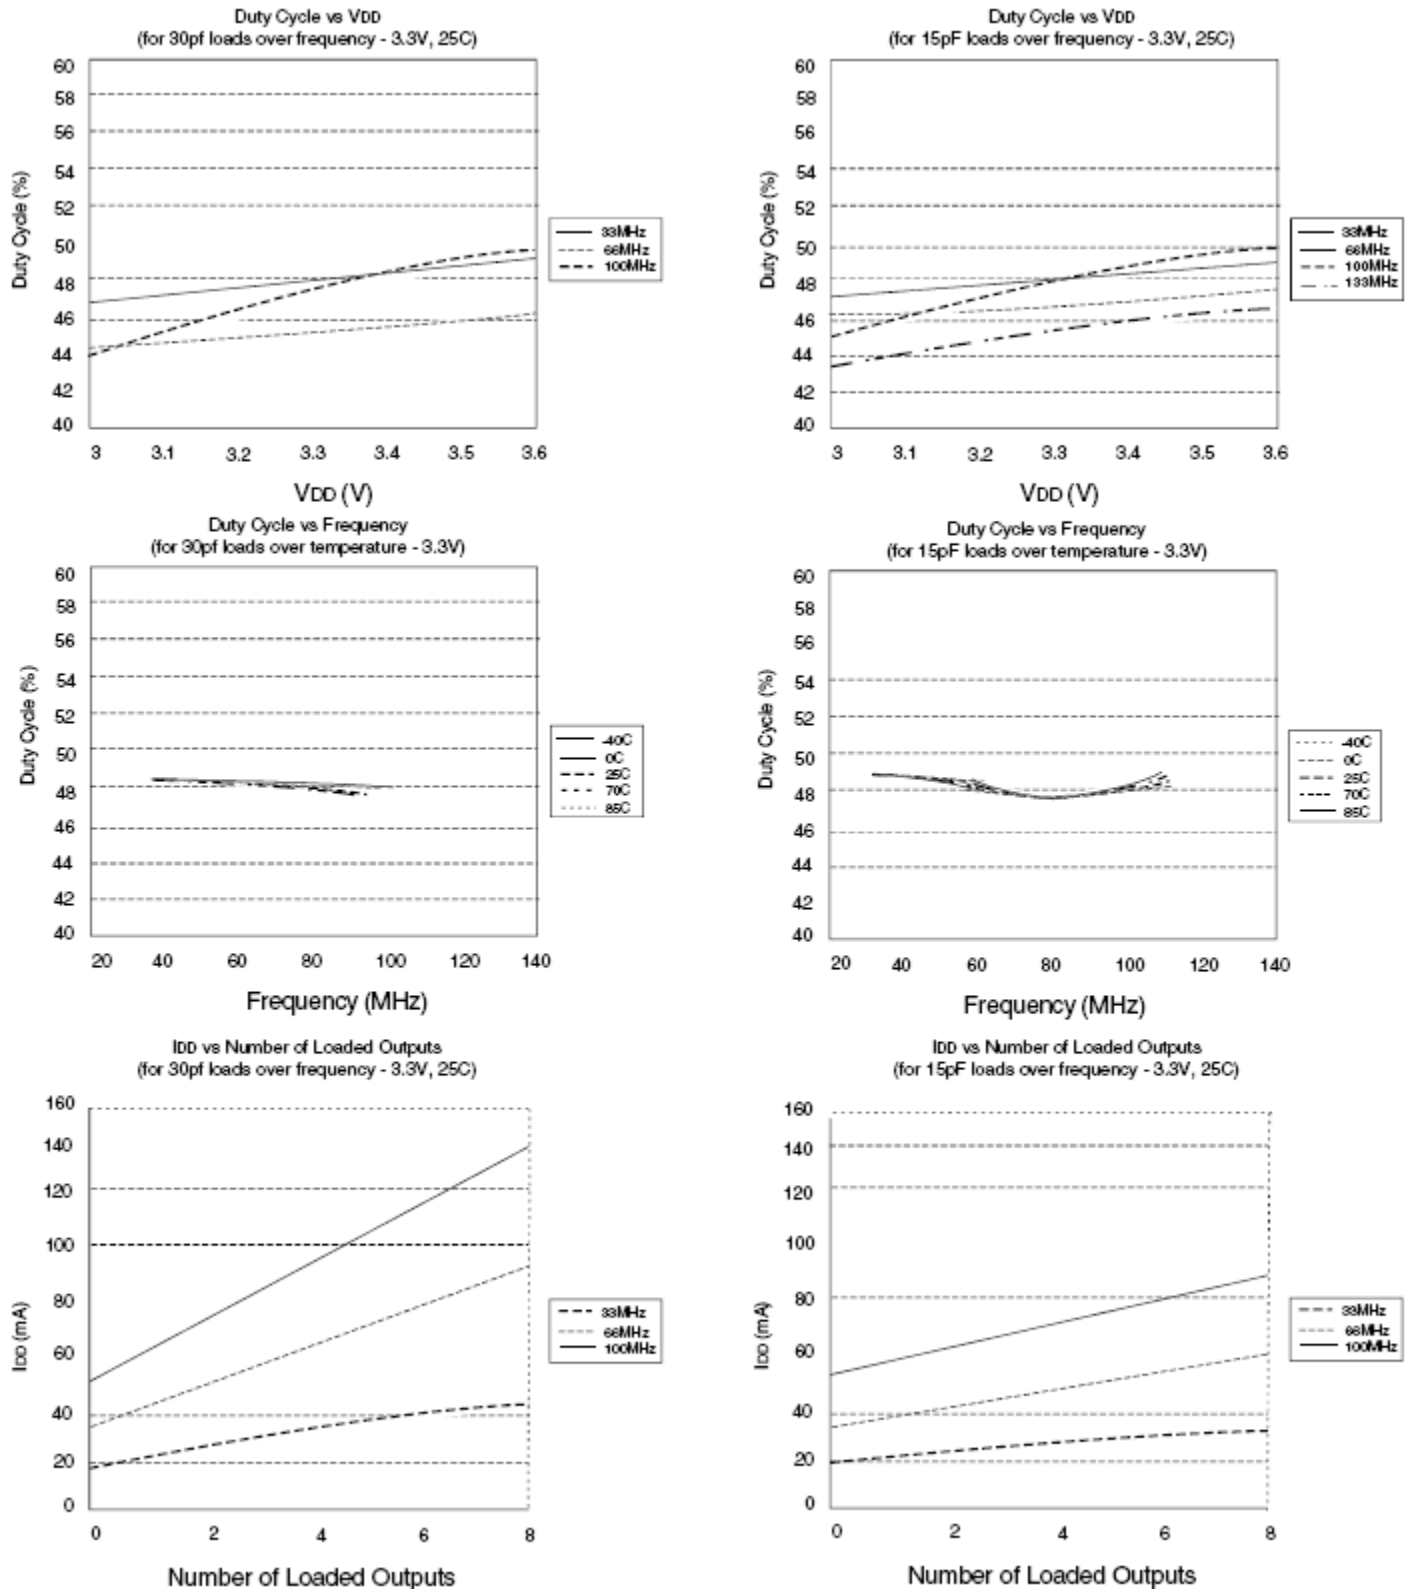 Duty Cycle vs VDD
(for 30pf loads over frequency - 3.3V, 25C)
60
58
56
54
52
50
48
46
44
42
40
Duty Cycle (%)
3 3.1 3.2 3.3 3.4 3.5 3.6
VDD (V)
33MHz
66MHz
100MHz
Duty Cycle vs VDD
(for 15pF loads over frequency - 3.3V, 25C)
60
58
56
54
52
50
48
46
44
42
40
Duty Cycle (%)
3 3.1 3.2 3.3 3.4 3.5 3.6
VDD (V)
33MHz
66MHz
100MHz
133MHz
Duty Cycle vs Frequency
(for 30pf loads over temperature - 3.3V)
60
58
56
54
52
50
48
46
44
42
40
Duty Cycle (%)
20 40 60 80 100 120 140
Frequency (MHz)
-40C
0C
25C
70C
85C
Duty Cycle vs Frequency
(for 15pF loads over temperature - 3.3V)
60
58
56
54
52
50
48
46
44
42
40
Duty Cycle (%)
20 40 60 80 100 120 140
Frequency (MHz)
-40C
0C
25C
70C
85C
IDD vs Number of Loaded Outputs
(for 30pf loads over frequency - 3.3V, 25C)
160
140
120
100
80
60
40
20
0
IDD (mA)
0 2 4 6 8
Number of Loaded Outputs
33MHz
66MHz
100MHz
IDD vs Number of Loaded Outputs
(for 15pF loads over frequency - 3.3V, 25C)
160
140
120
100
80
60
40
20
0
IDD (mA)
0 2 4 6 8
Number of Loaded Outputs
33MHz
66MHz
100MHz